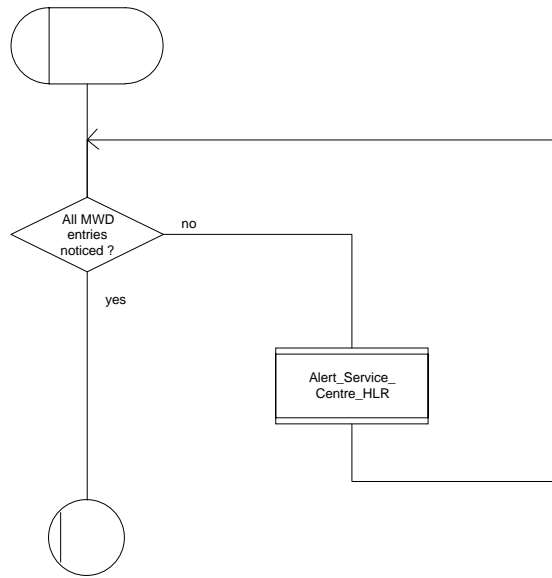 All MWD
entries
noticed ?
no
yes
Alert_Service_
Centre_HLR